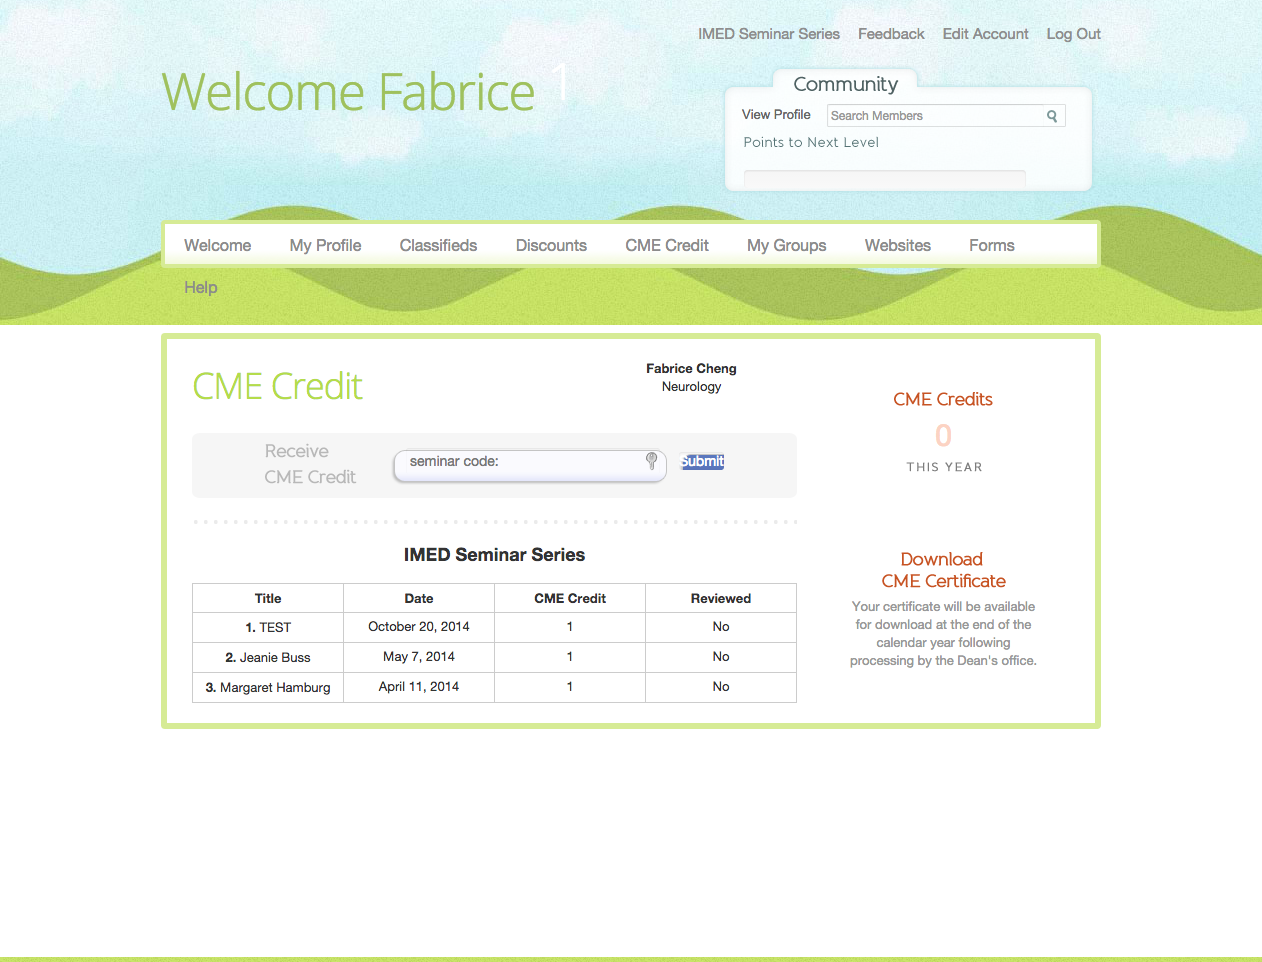 IMED Seminar Series Feedback Edit Account Log Out
Welcome Fabrice 1
Community
View Profile Search Members
Points to Next Level
Welcome My Profile Classifieds Discounts CME Credit My Groups Websites Forms
Help
CME Credit
Fabrice Cheng
Neurology
Receive
CME Credit
seminar code:
Submit
CME Credits
0
THIS YEAR
IMED Seminar Series
Title Date CME Credit Reviewed
1. TEST October 20, 2014 1 No
2. Jeanie Buss May 7, 2014 1 No
3. Margaret Hamburg April 11, 2014 1 No
Download
CME Certificate
Your certificate will be available
for download at the end of the
calendar year following
processing by the Dean's office.